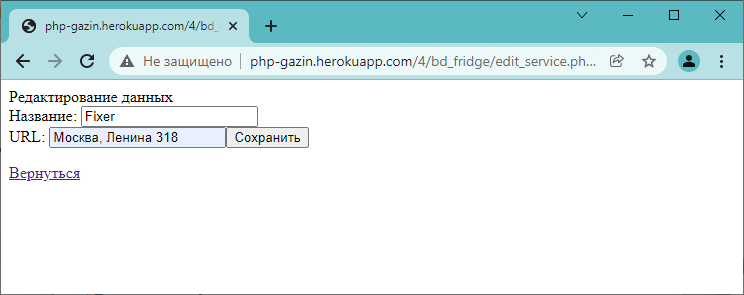 php-gazin.herokuapp.com/4/bd_
Не защищено
php-gazin.herokuapp.com/4/bd_fridge/edit_service.ph...
Редактирование данных
Название: Fixer
URL: Москва, Ленина 318 Сохранить
Вернуться